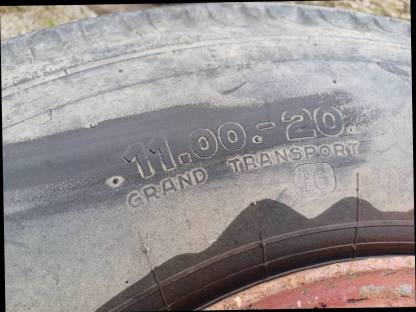 .11.00.-20.
GRAND TRANSPORT
16